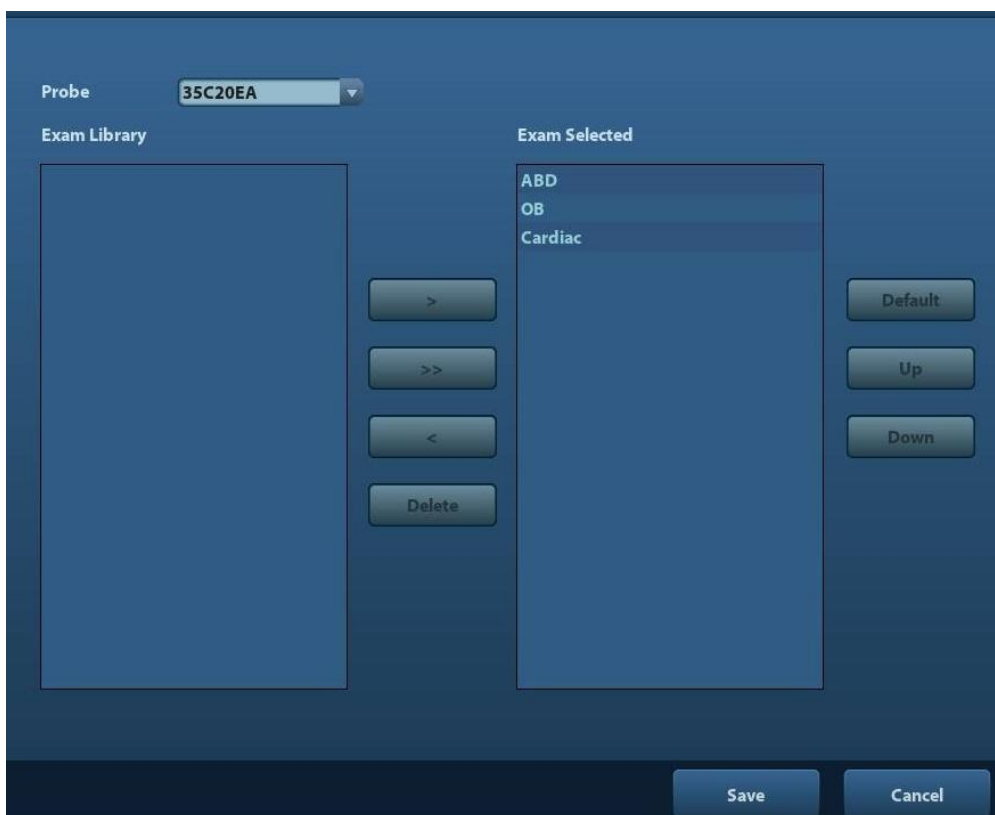 Probe 35C20EA
Exam Library Exam Selected
ABD
OB
Cardiac
>
>>
<
Delete
Default
Up
Down
Save Cancel